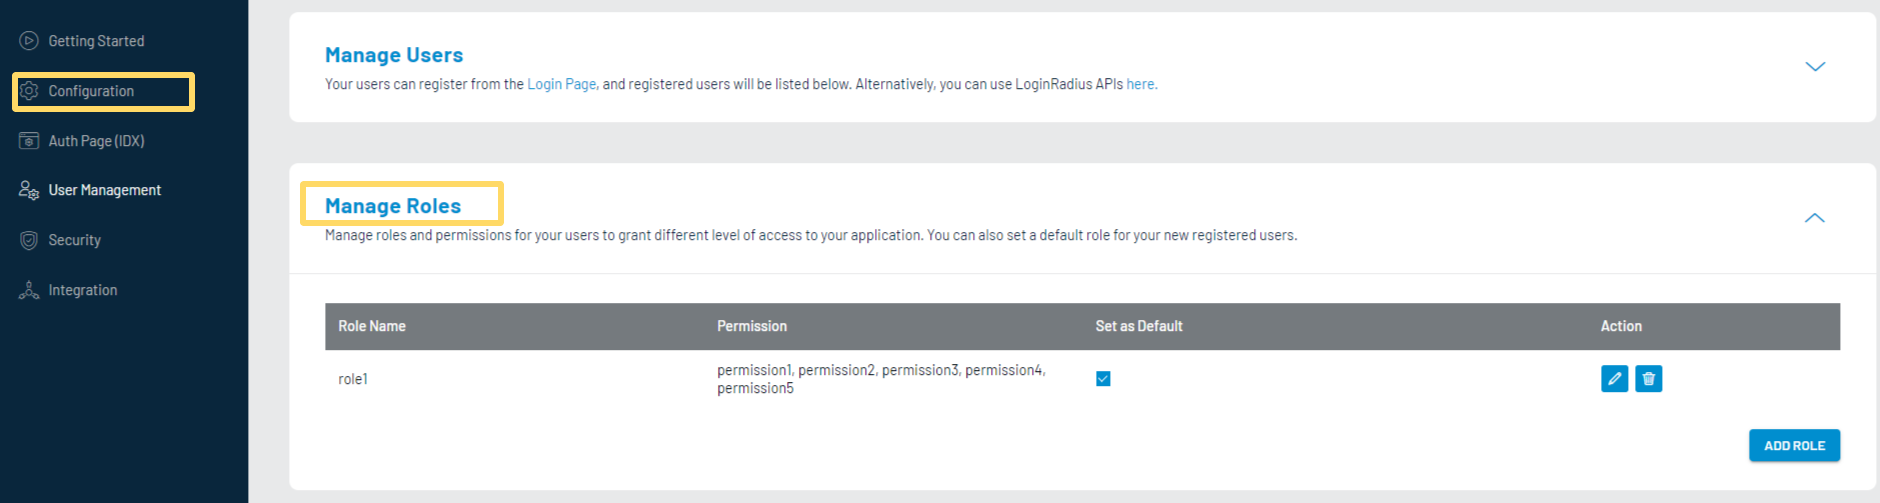 Getting Started
Configuration
Auth Page (IDX)
User Management
Security
Integration
Manage Users
Your users can register from the Login Page, and registered users will be listed below. Alternatively, you can use LoginRadius APIs here.
Manage Roles
Manage roles and permissions for your users to grant different level of access to your application. You can also set a default role for your new registered users.
Role Name Permission Set as Default Action
role1 permission1, permission2, permission3, permission4,
permission5
ADD ROLE